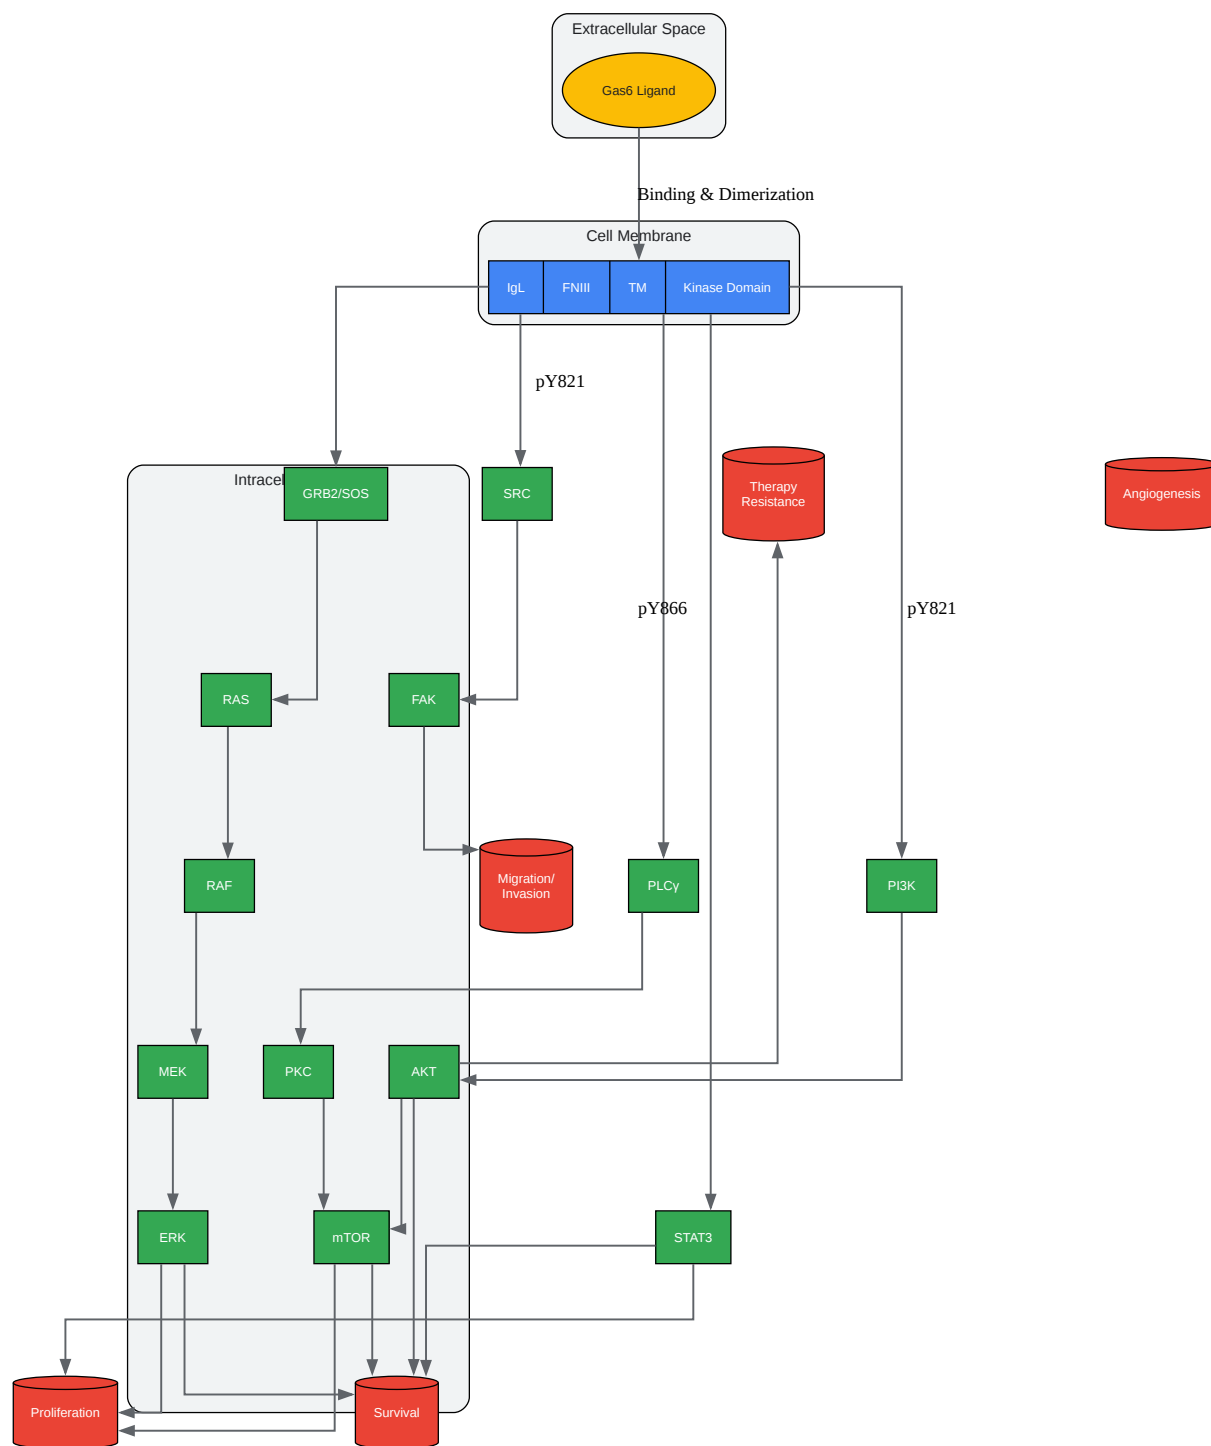 Extracellular Space
Gas6 Ligand
Binding & Dimerization
Cell Membrane
IgL
FNIII
TM
Kinase Domain
pY821
Intracel
GRB2/SOS
SRC
Therapy
Resistance
Angiogenesis
pY866
pY821
RAS
FAK
RAF
Migration/
Invasion
PLCγ
PI3K
MEK
PKC
AKT
ERK
mTOR
STAT3
Proliferation
Survival